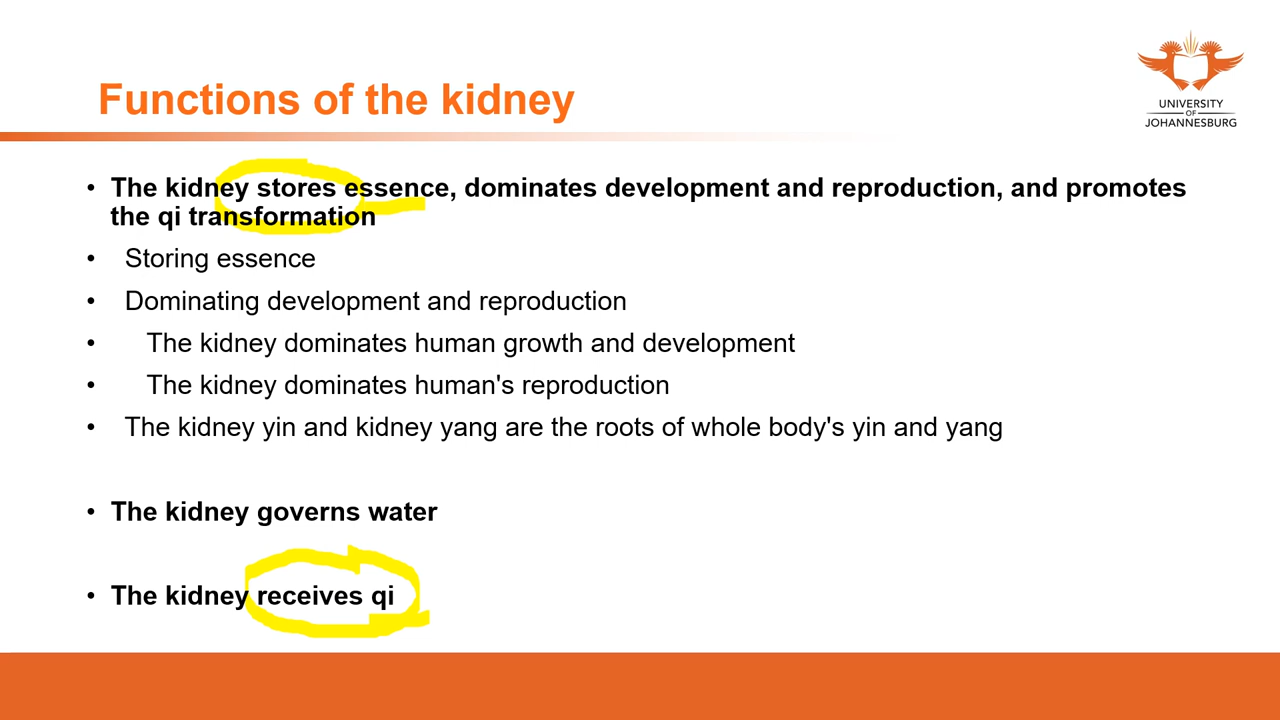 Functions of the kidney
UNIVERSITY
OF
JOHANNESBURG
• The kidney stores essence, dominates development and reproduction, and promotes
the qi transformation
• Storing essence
• Dominating development and reproduction
• The kidney dominates human growth and development
• The kidney dominates human's reproduction
• The kidney yin and kidney yang are the roots of whole body's yin and yang
• The kidney governs water
• The kidney receives qi